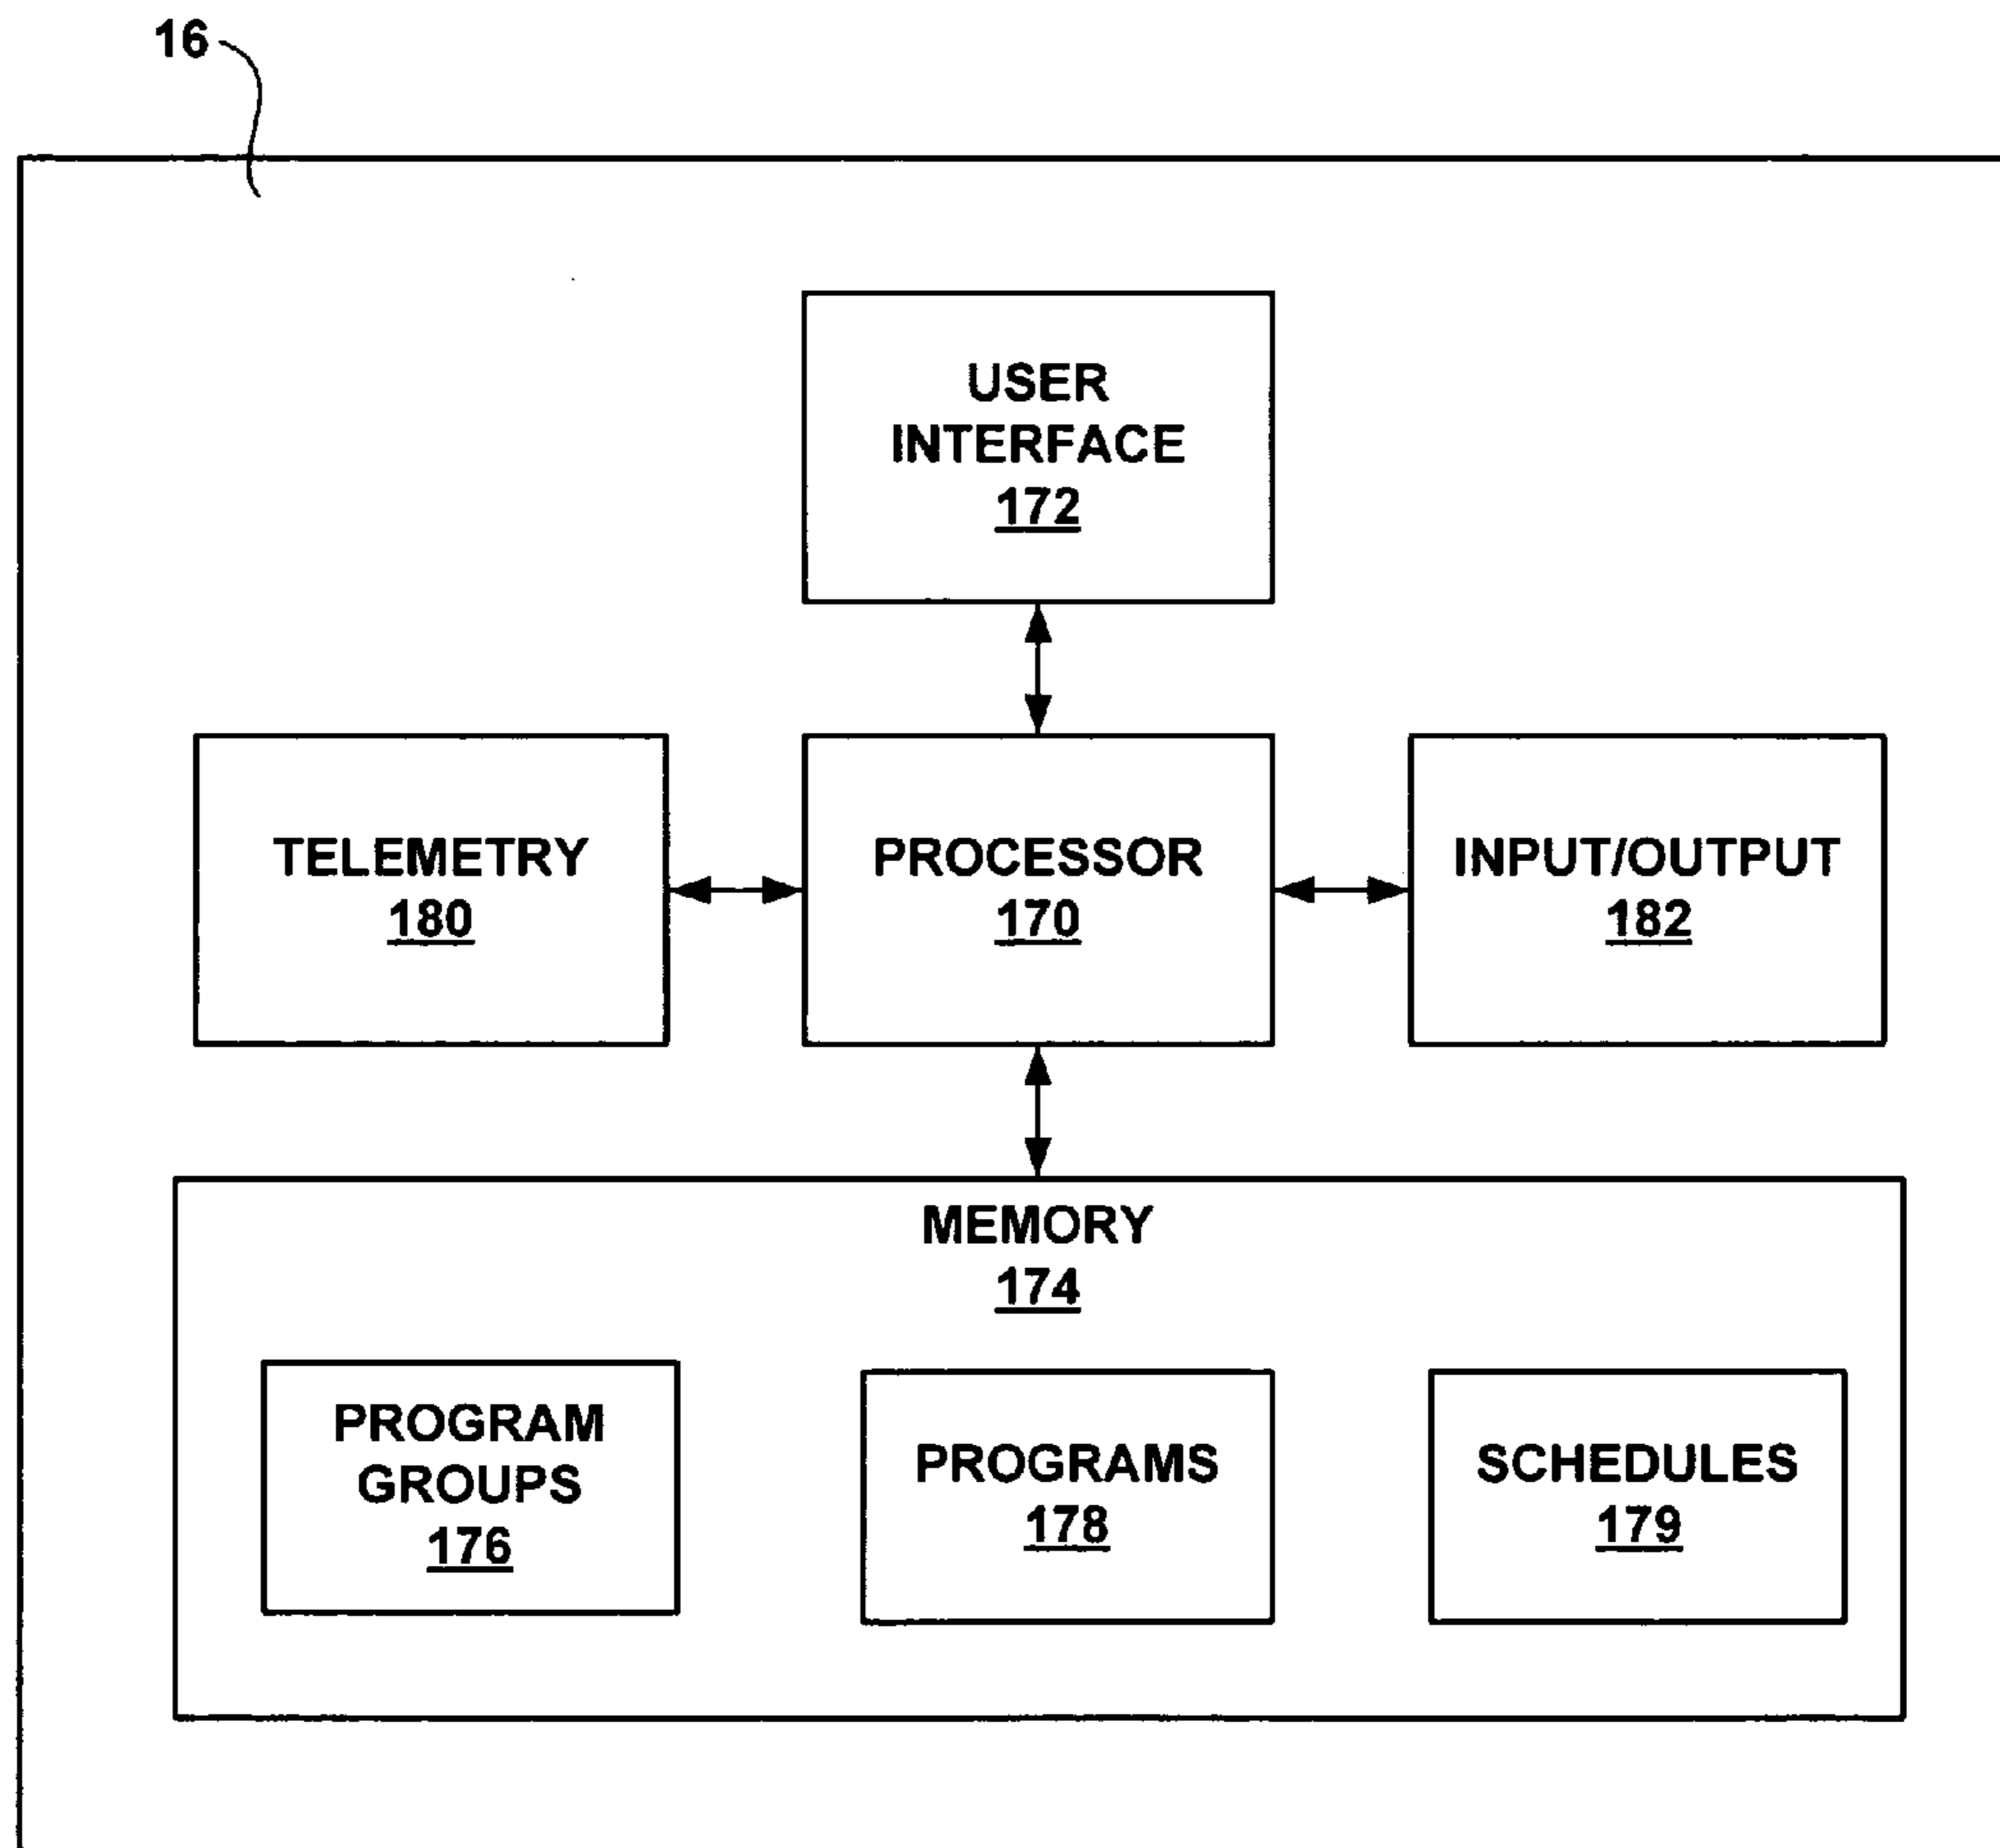 16
USER
INTERFACE
172
TELEMETRY
180
PROCESSOR
170
INPUT/OUTPUT
182
MEMORY
174
PROGRAM
GROUPS
176
PROGRAMS
178
SCHEDULES
179